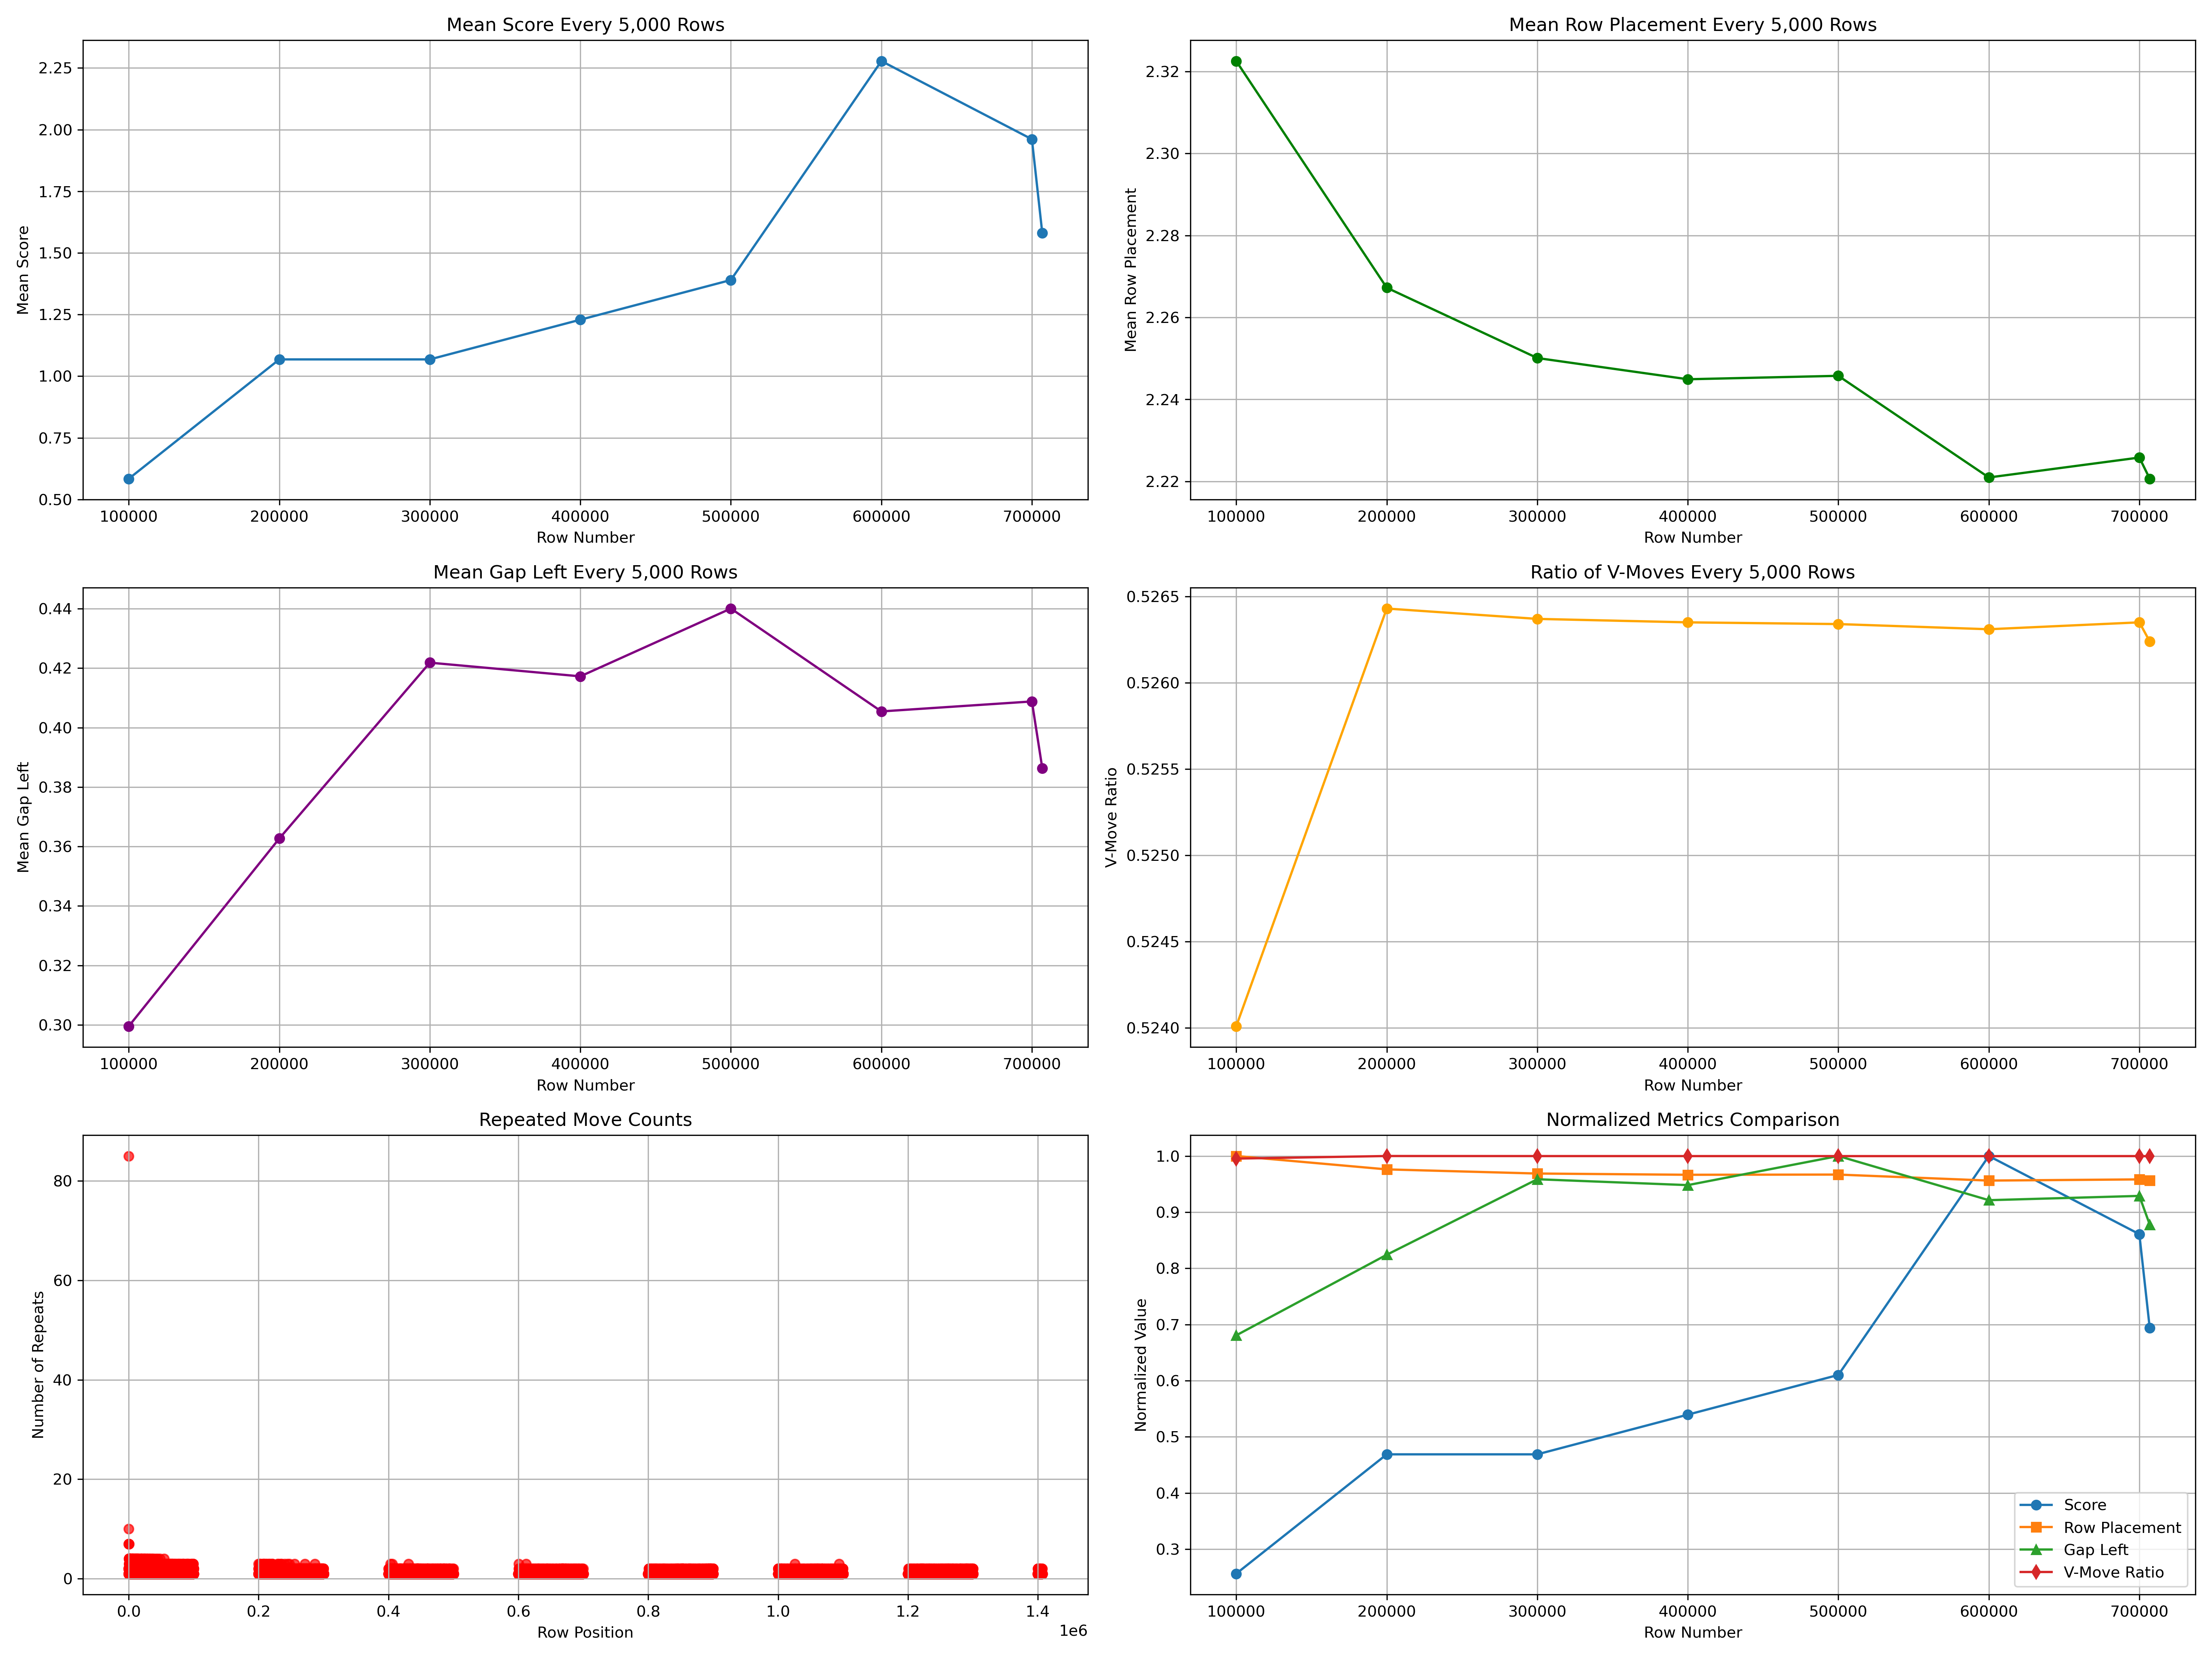 Mean Score Every 5,000 Rows
Mean Score
2.25
2.00
1.75
1.50
1.25
1.00
0.75
0.50
100000 200000 300000 400000 500000 600000 700000
Row Number
Mean Row Placement Every 5,000 Rows
Mean Row Placement
2.32
2.30
2.28
2.26
2.24
2.22
100000 200000 300000 400000 500000 600000 700000
Row Number
Mean Gap Left Every 5,000 Rows
Mean Gap Left
0.44
0.42
0.40
0.38
0.36
0.34
0.32
0.30
100000 200000 300000 400000 500000 600000 700000
Row Number
Ratio of V-Moves Every 5,000 Rows
V-Move Ratio
0.5265
0.5260
0.5255
0.5250
0.5245
0.5240
100000 200000 300000 400000 500000 600000 700000
Row Number
Repeated Move Counts
Number of Repeats
80
60
40
20
0
0.0 0.2 0.4 0.6 0.8 1.0 1.2 1.4
1e6
Row Position
Normalized Metrics Comparison
Normalized Value
1.0
0.9
0.8
0.7
0.6
0.5
0.4
0.3
Score
Row Placement
Gap Left
V-Move Ratio
100000 200000 300000 400000 500000 600000 700000
Row Number